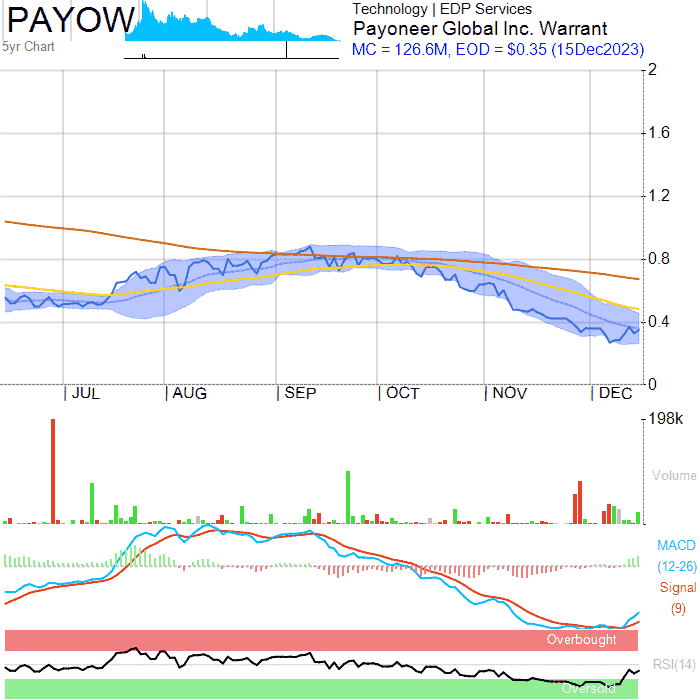 PAYOW
5yr Chart
Technology | EDP Services
Payoneer Global Inc. Warrant
MC = 126.6M, EOD = $0.35 (15Dec2023)
2
1.6
1.2
0.8
0.4
0
JUL AUG SEP OCT NOV DEC
198k
Volume
MACD
(12-26)
Signal
(9)
Overbought
RSI(14)
Oversold